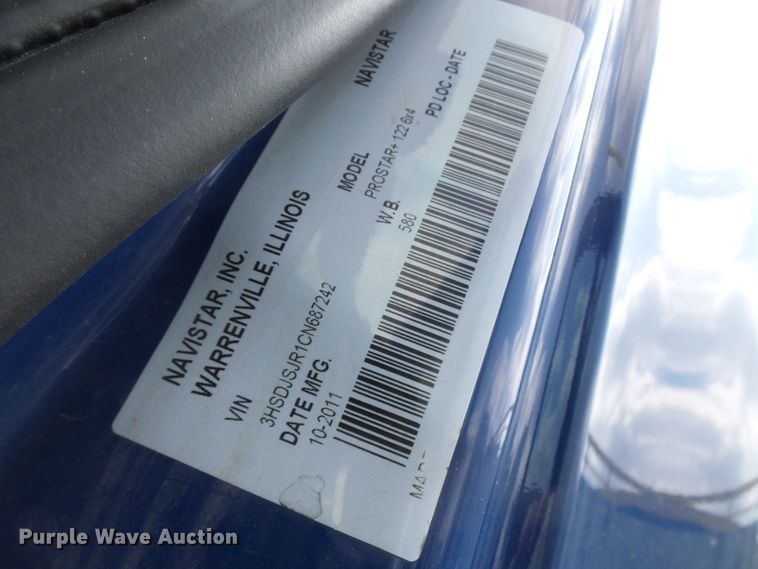 NAVISTAR, INC.
WARRENVILLE, ILLINOIS
NAVISTAR
VIN
MODEL
3HSDJSJR1CN687242
PROSTAR+ 122 6x4
DATE MFG.
W.B.
PD LOC - DATE
10-2011
580
Purple Wave Auction